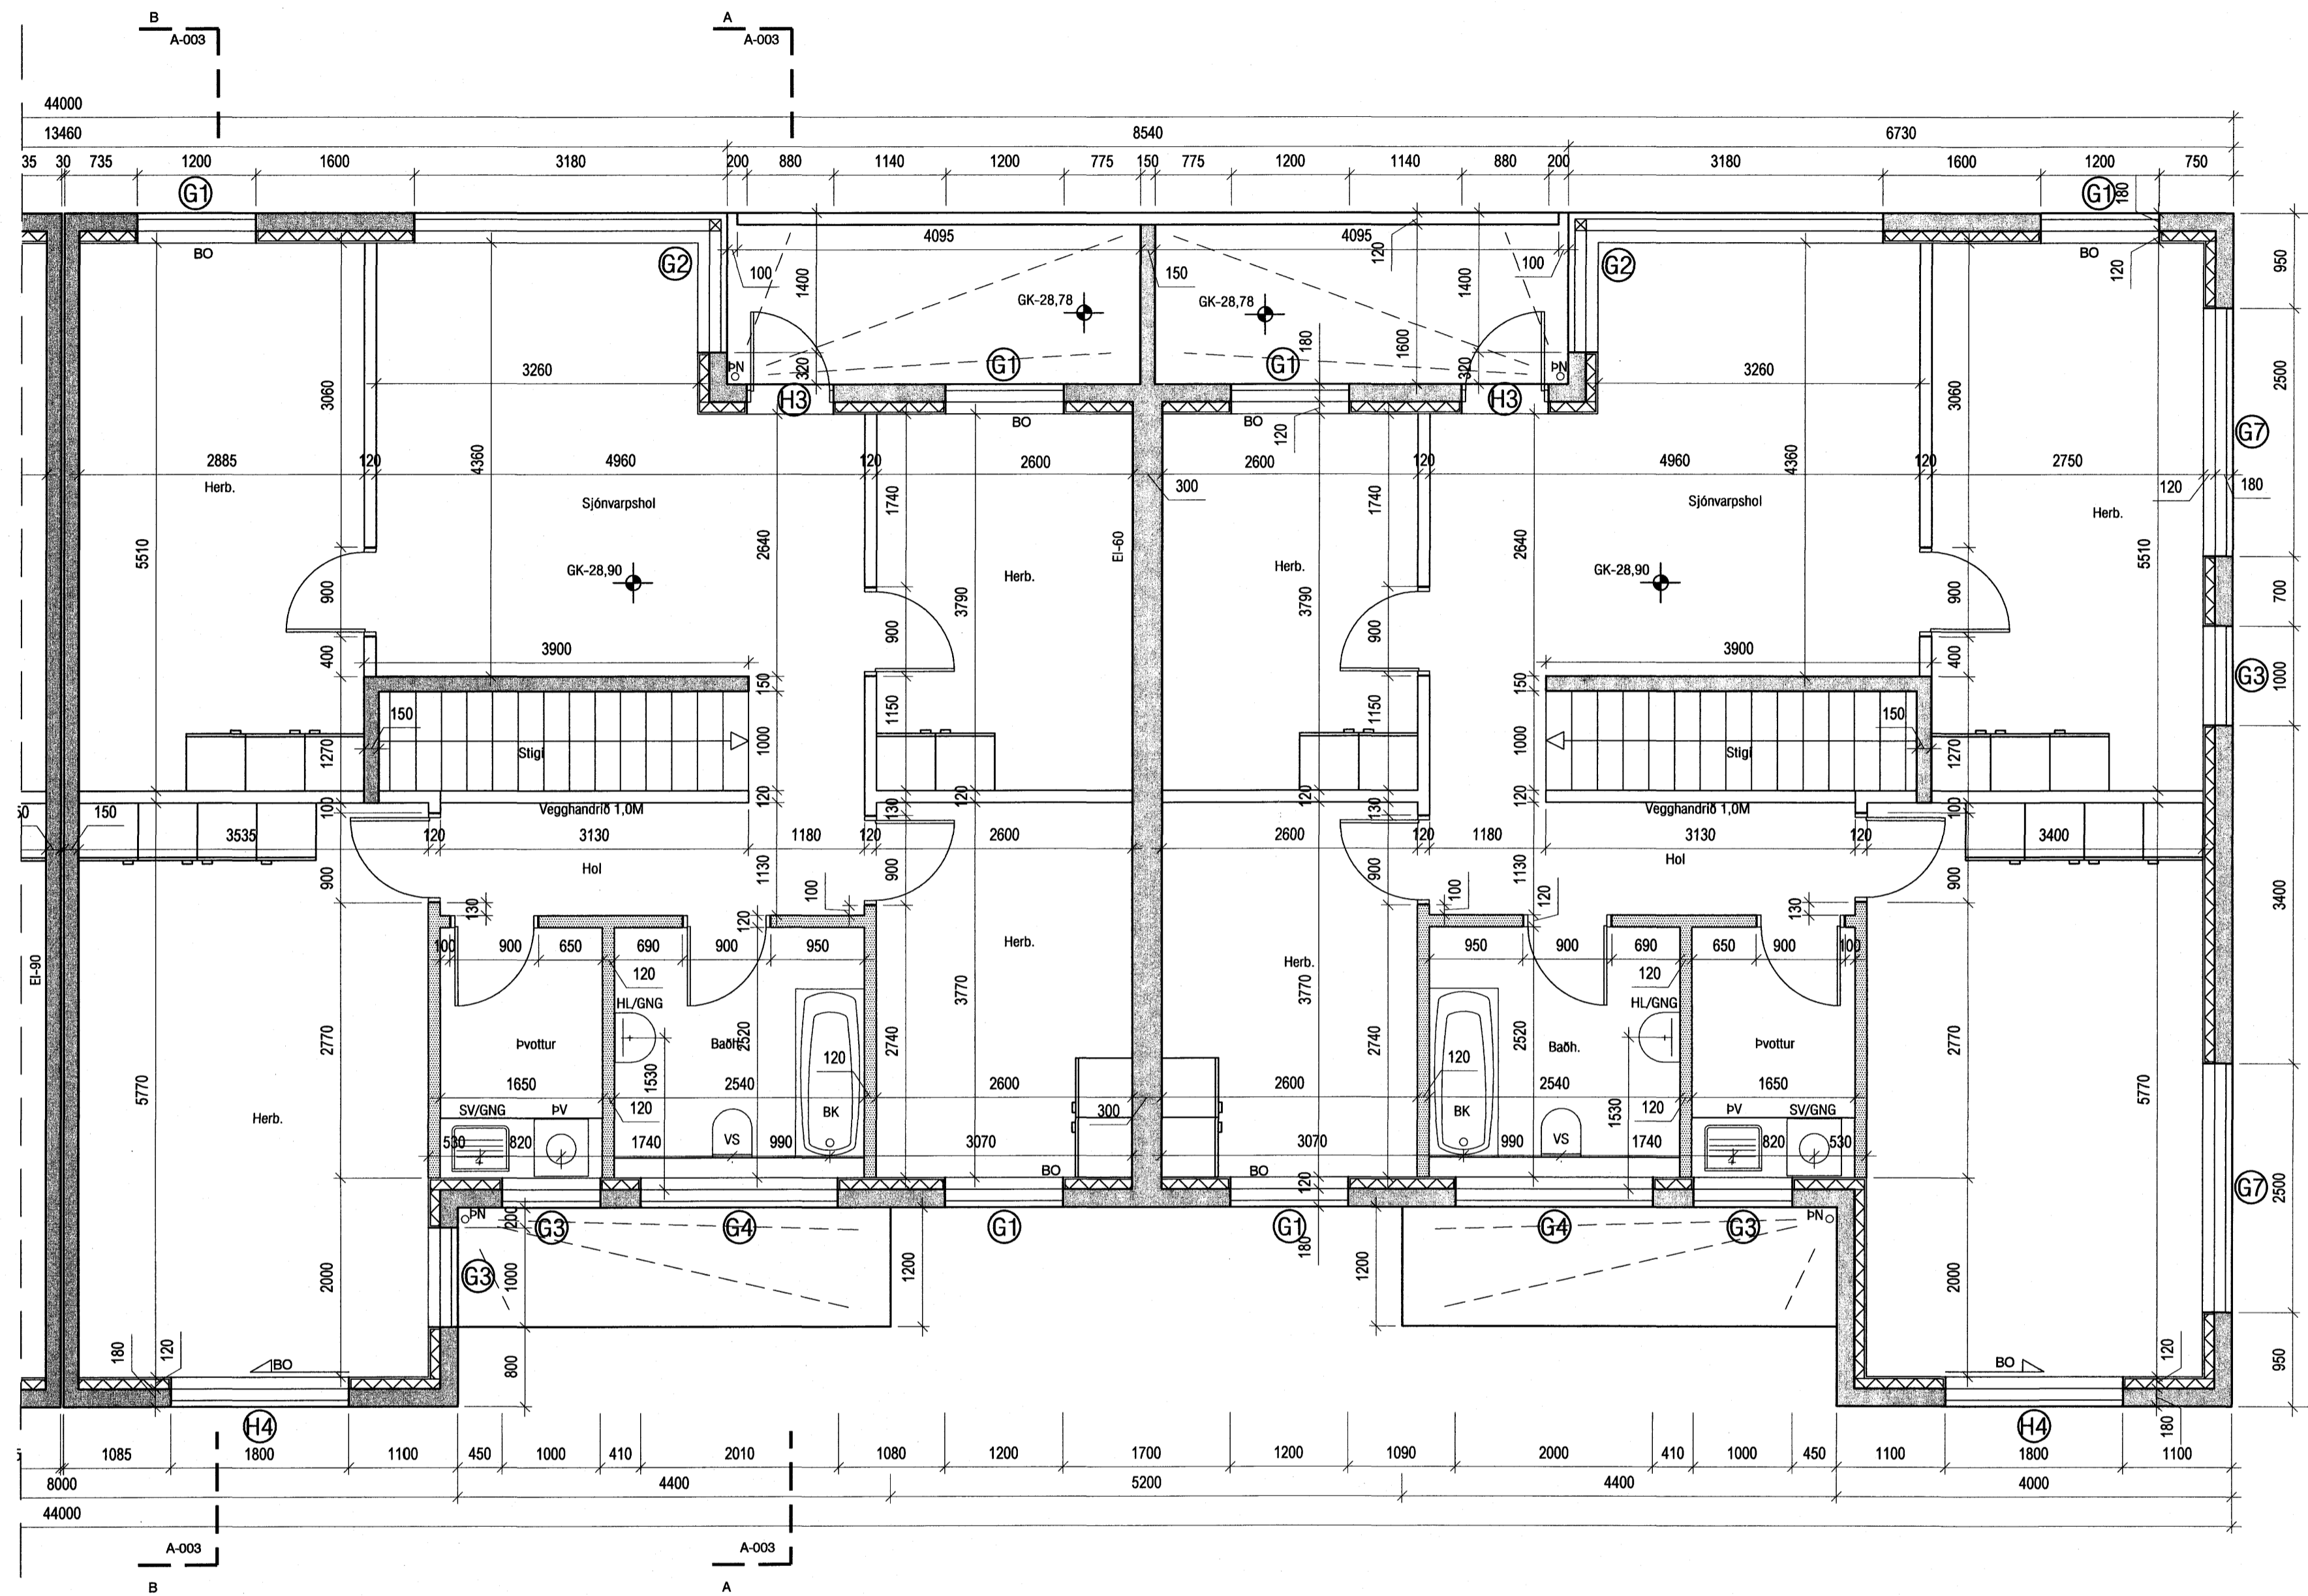 B
A-003
A
A-003
44000
13460
8540
6730
35 30 735 1200 1600 3180 200 880 1140 1200 775 150 775 1200 1140 880 200 3180 1600 1200 750
G1
G1
180
BO
BO
120
G2
G2
4095
4095
120
100
1400
150
100
1400
950
GK-28,78
GK-28,78
180
1600
ÞN
320
G1
G1
320
ÞN
H3
H3
3260
3260
2500
3060
3060
BO
BO
120
G7
2885 120 4960 120 2600 2600 120 4960 120 2750
4360
4360
Herb.
300
120
180
Sjónvarpshol
Sjónvarpshol
Herb.
1740
1740
5510
2640
EI-60
2640
5510
GK-28,90
Herb.
Herb.
GK-28,90
900
3790
3790
900
700
900
900
400
3900
3900
400
G3
1000
150
150
150
1150
1150
150
1270
Stigi
1000
1000
Stigi
1270
50
150
100
Vegghandrið 1,0M
120
130
120
120
130
120
Vegghandrið 1,0M
100
3535 120 3130 1180 120 2600 2600 120 1180 3130 120 3400
Hol
Hol
900
1130
900
900
1130
900
130
100
120
100
120
130
3400
100 900 650 690 900 950
950 900 690 650 900 100
Herb.
Herb.
EI-90
120
120
HL/GNG
HL/GNG
3770
3770
2770
Þvottur
Baðh.
2520
2740
2740
2520
Baðh.
Þvottur
2770
120
120
5770
1530
1530
5770
1650 2540 2600 2600 2540 1650
Herb.
SV/GNG ÞV
120
BK
300
BK
120
ÞV SV/GNG
530 820 1740 VS 990 3070 3070 990 VS 1740 820 530
BO
BO
120
G7
2500
ÞN
200
G3
G4
G1
G1
G4
G3
ÞN
180
G3
1000
1200
1200
2000
2000
180
120
BO
800
BO
120
950
H4
H4
180
1085 1800 1100 450 1000 410 2010 1080 1200 1700 1200 1090 2000 410 1000 450 1100 1800 1100
8000 4400 5200 4400 4000
44000
A-003
B
A-003
A